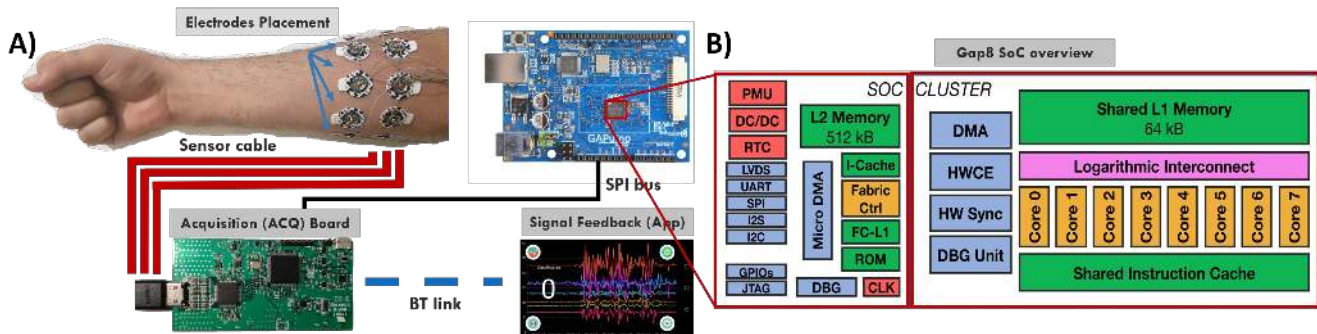 A)
Electrodes Placement
Sensor cable
GAPuino
SPI bus
Acquisition (ACQ) Board
BT link
Signal Feedback (App)
0
B)
Gap8 SoC overview
SOC
PMU
DC/DC
RTC
LVDS
UART
SPI
I2S
I2C
GPIOs
JTAG
L2 Memory
512 kB
Micro DMA
I-Cache
Fabric
Ctrl
FC-L1
ROM
DBG
CLK
CLUSTER
DMA
HWCE
HW Sync
DBG Unit
Shared L1 Memory
64 kB
Logarithmic Interconnect
Core 0
Core 1
Core 2
Core 3
Core 4
Core 5
Core 6
Core 7
Shared Instruction Cache